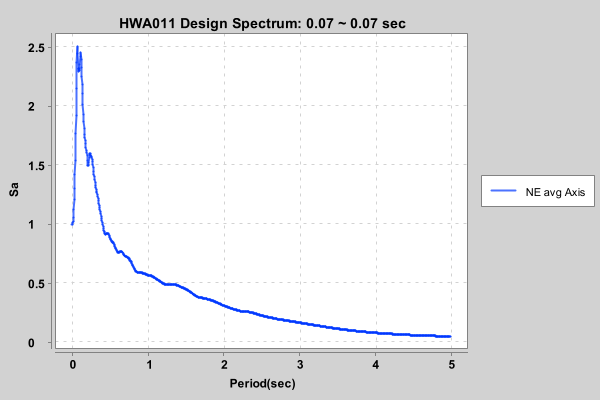 HWA011 Design Spectrum: 0.07 ~ 0.07 sec
2.5
2
1.5
1
0.5
0
Sa
0 1 2 3 4 5
Period(sec)
NE avg Axis